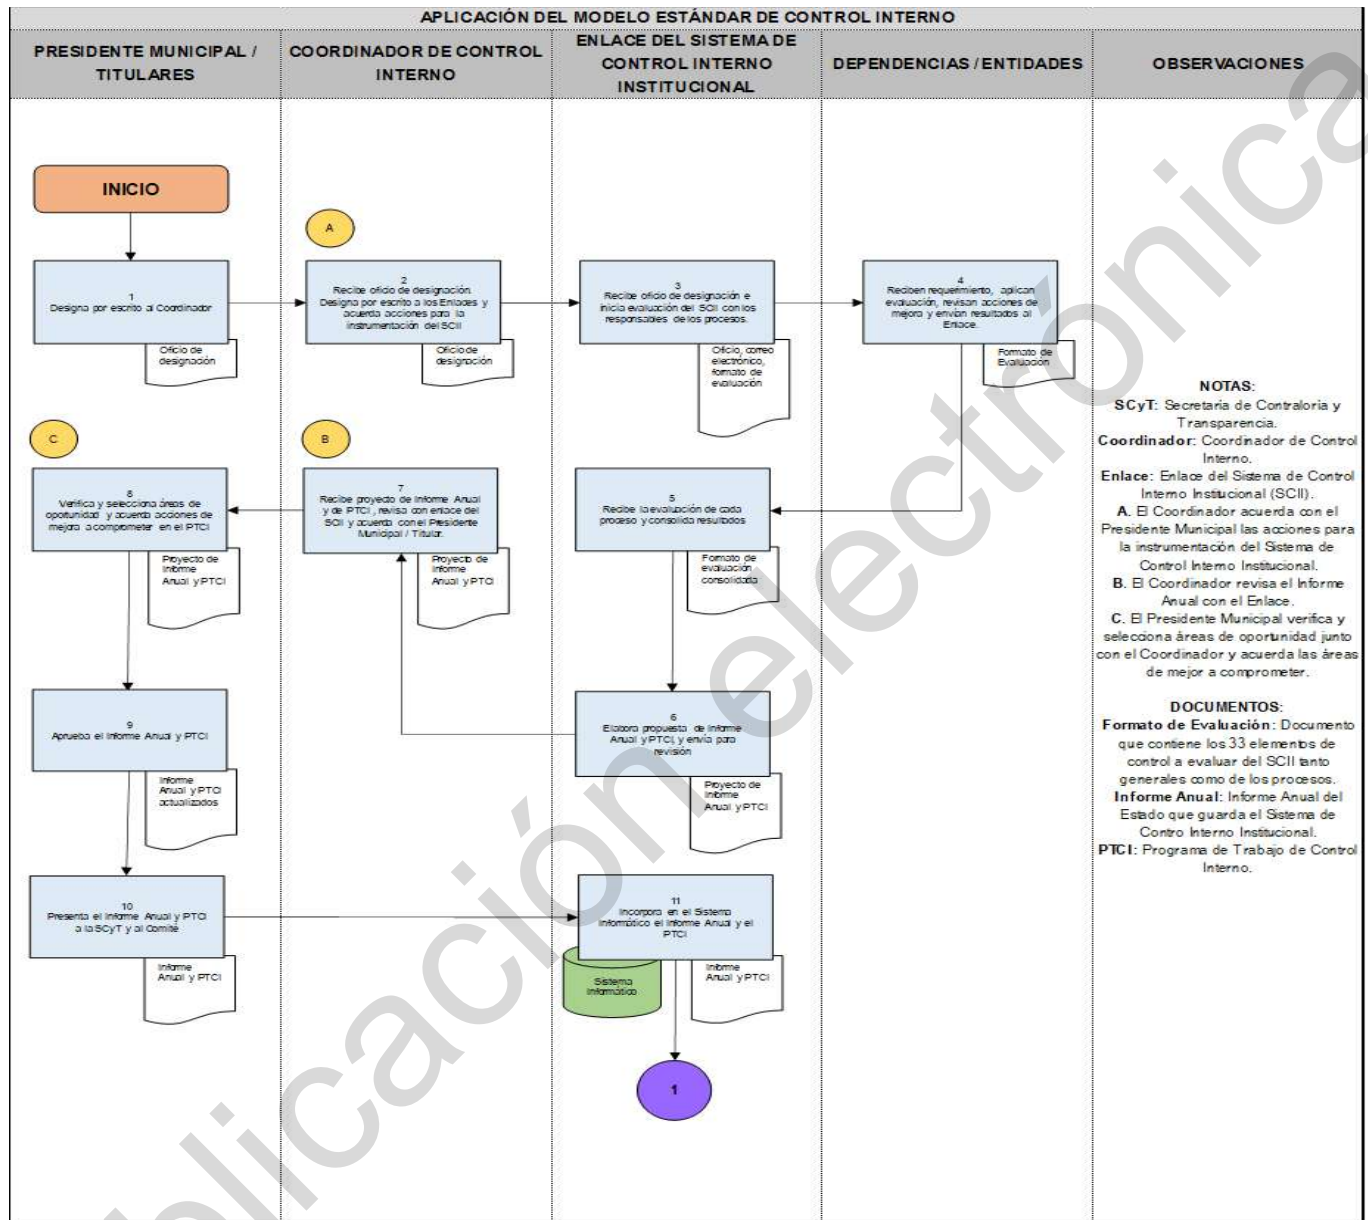 APLICACIÓN DEL MODELO ESTÁNDAR DE CONTROL INTERNO
PRESIDENTE MUNICIPAL /
TITULARES
COORDINADOR DE CONTROL
INTERNO
ENLACE DEL SISTEMA DE
CONTROL INTERNO
INSTITUCIONAL
DEPENDENCIAS / ENTIDADES
OBSERVACIONES
INICIO
A
1
Designa por escrito al Coordinador
Oficio de
designación
2
Recibe oficio de designación.
Designa por escrito a los Enlaces y
acuerda acciones para la
instrumentación del SCII
Oficio de
designación
3
Recibe oficio de designación e
inicia evaluación del SCII con los
responsables de los procesos.
Oficio, correo
electrónico,
formato de
evaluación
4
Reciben requerimiento, aplican
evaluación, revisan acciones de
mejora y envían resultados al
Enlace.
Formato de
Evaluación
C
8
Verifica y selecciona áreas de
oportunidad y acuerda acciones de
mejora a comprometer en el PTCI
Proyecto de
Informe
Anual y PTCI
B
7
Recibe proyecto de Informe Anual
y de PTCI, revisa con enlace del
SCII y acuerda con el Presidente
Municipal / Titular.
Proyecto de
Informe
Anual y PTCI
5
Recibe la evaluación de cada
proceso y consolida resultados
Formato de
evaluación
consolidada
9
Aprueba el Informe Anual y PTCI
Informe
Anual y PTCI
actualizados
6
Elabora propuesta de Informe
Anual y PTCI, y envía para
revisión
Proyecto de
Informe
Anual y PTCI
10
Presenta el Informe Anual y PTCI
a la SCyT y al Comité
Informe
Anual y PTCI
11
Incorpora en el Sistema
Informático el Informe Anual y el
PTCI
Sistema
Informático
Informe
Anual y PTCI
1
NOTAS:
SCyT: Secretaría de Contraloría y
Transparencia.
Coordinador: Coordinador de Control
Interno.
Enlace: Enlace del Sistema de Control
Interno Institucional (SCII).
A. El Coordinador acuerda con el
Presidente Municipal las acciones para
la instrumentación del Sistema de
Control Interno Institucional.
B. El Coordinador revisa el Informe
Anual con el Enlace.
C. El Presidente Municipal verifica y
selecciona áreas de oportunidad junto
con el Coordinador y acuerda las áreas
de mejor a comprometer.
DOCUMENTOS:
Formato de Evaluación: Documento
que contiene los 33 elementos de
control a evaluar del SCII tanto
generales como de los procesos.
Informe Anual: Informe Anual del
Estado que guarda el Sistema de
Contro Interno Institucional.
PTCI: Programa de Trabajo de Control
Interno.
blicación electrónica